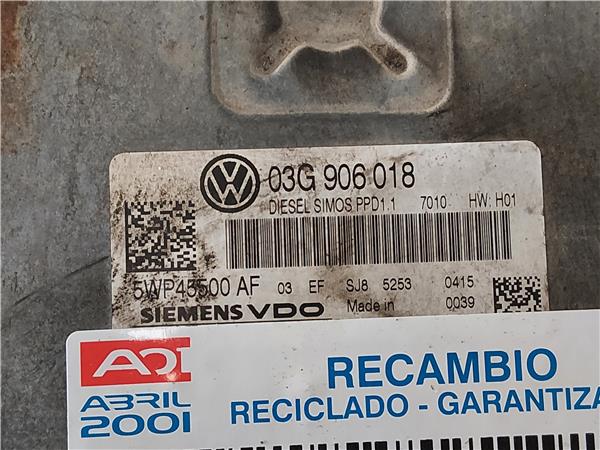 03G 906 018
DIESEL SIMOS PPD1.1 7010 HW: H01
5WP45500 AF 03 EF SJ8 5253 0415
SIEMENS VDO Made in 0039
ADI RECAMBIO
ABRIL 2001 RECICLADO - GARANTIZA